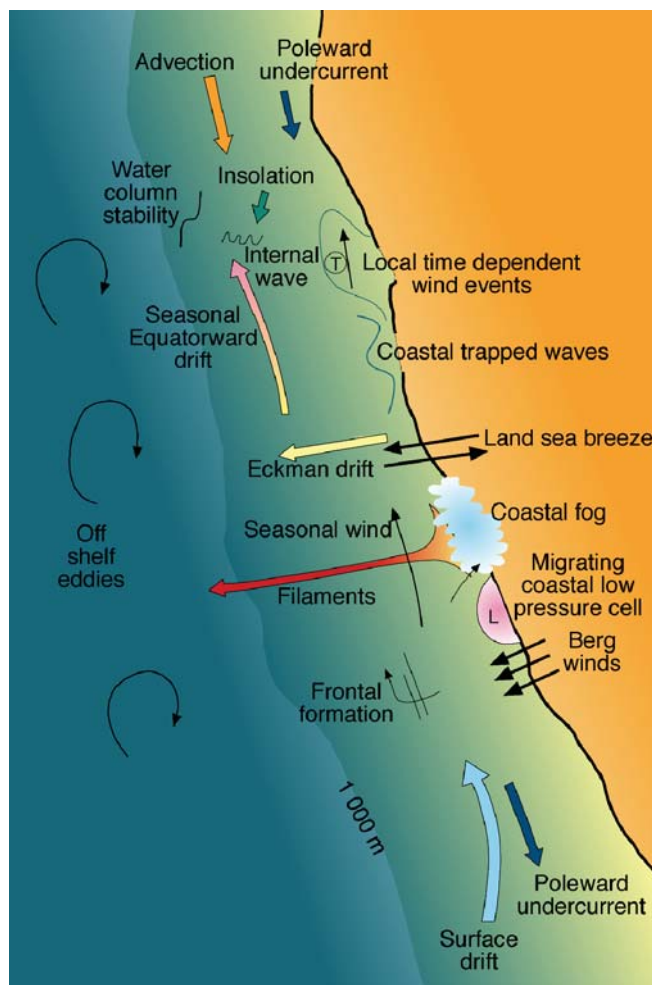 Advection
Poleward
undercurrent
Water
column
stability
Insolation
Internal
wave
T
Local time dependent
wind events
Seasonal
Equatorward
drift
Coastal trapped waves
Land sea breeze
Eckman drift
Coastal fog
Seasonal wind
Off
shelf
eddies
Filaments
Migrating
coastal low
pressure cell
L
Berg
winds
Frontal
formation
1 000 m
Poleward
undercurrent
Surface
drift